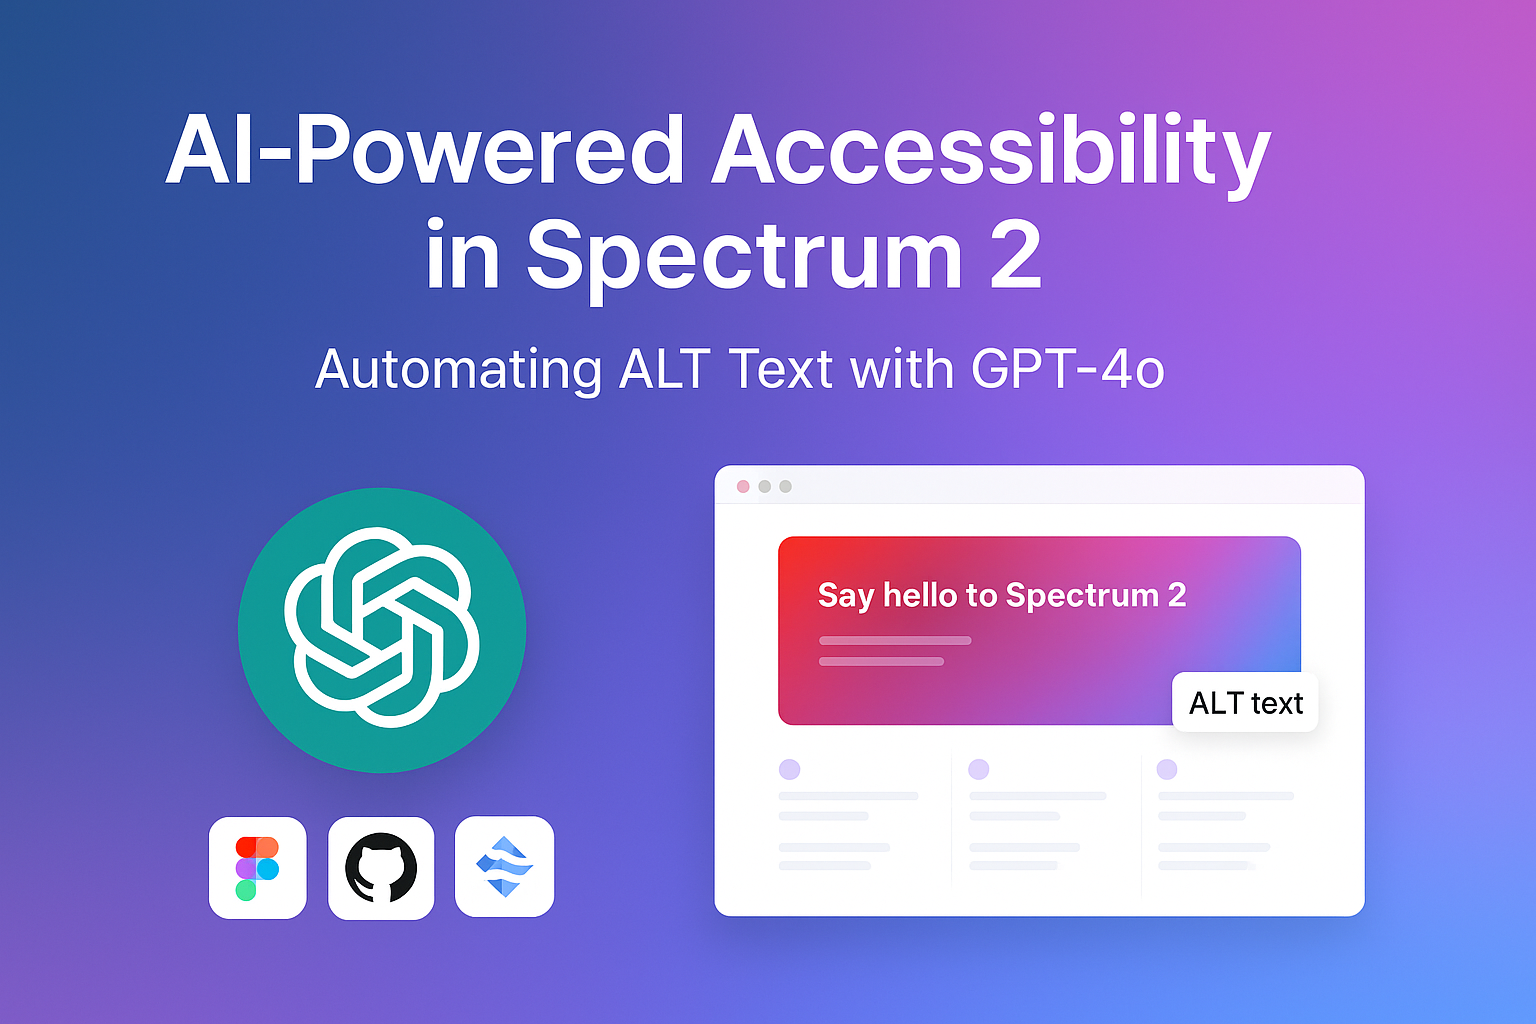 AI-Powered Accessibility
in Spectrum 2
Automating ALT Text with GPT-4o
Say hello to Spectrum 2
ALT text